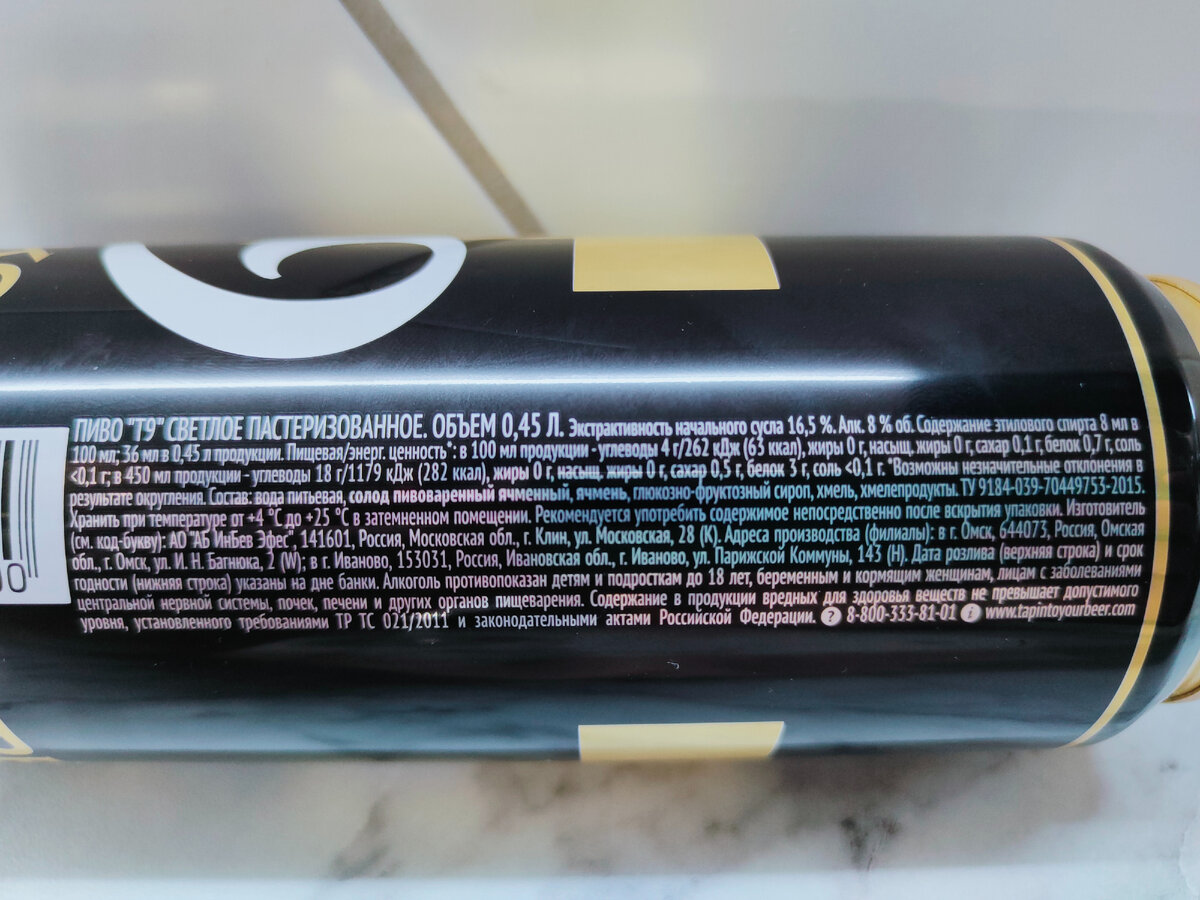 ПИВО "Т9" СВЕТЛОЕ ПАСТЕРИЗОВАННОЕ. ОБЪЕМ 0,45 Л. Экстрактивность начального сусла 16,5 %. Алк. 8 % об. Содержание этилового спирта 8 мл в
100 мл; 36 мл в 0,45 л продукции. Пищевая/энерг. ценность*: в 100 мл продукции - углеводы 4 г/262 кДж (63 ккал), жиры 0 г, насыщ. жиры 0 г, сахар 0,1 г, белок 0,7 г, соль
<0,1 г; в 450 мл продукции - углеводы 18 г/1179 кДж (282 ккал), жиры 0 г, насыщ. жиры 0 г, сахар 0,5 г, белок 3 г, соль <0,1 г. *Возможны незначительные отклонения в
результате округления. Состав: вода питьевая, солод пивоваренный ячменный, ячмень, глюкозно-фруктозный сироп, хмель, хмелепродукты. ТУ 9184-039-70449753-2015.
Хранить при температуре от +4 °С до +25 °С в затемненном помещении. Рекомендуется употребить содержимое непосредственно после вскрытия упаковки. Изготовитель
(см. код-букву): АО "АБ ИнБев Эфес", 141601, Россия, Московская обл., г. Клин, ул. Московская, 28 (К). Адреса производства (филиалы): в г. Омск, 644073, Россия, Омская
обл., г. Омск, ул. И. Н. Багнюка, 2 (W); в г. Иваново, 153031, Россия, Ивановская обл., г. Иваново, ул. Парижской Коммуны, 143 (Н). Дата розлива (верхняя строка) и срок
годности (нижняя строка) указаны на дне банки. Алкоголь противопоказан детям и подросткам до 18 лет, беременным и кормящим женщинам, лицам с заболеваниями
центральной нервной системы, почек, печени и других органов пищеварения. Содержание в продукции вредных для здоровья веществ не превышает допустимого
уровня, установленного требованиями ТР ТС 021/2011 и законодательными актами Российской Федерации. 8-800-333-81-01 www.tapintoyourbeer.com